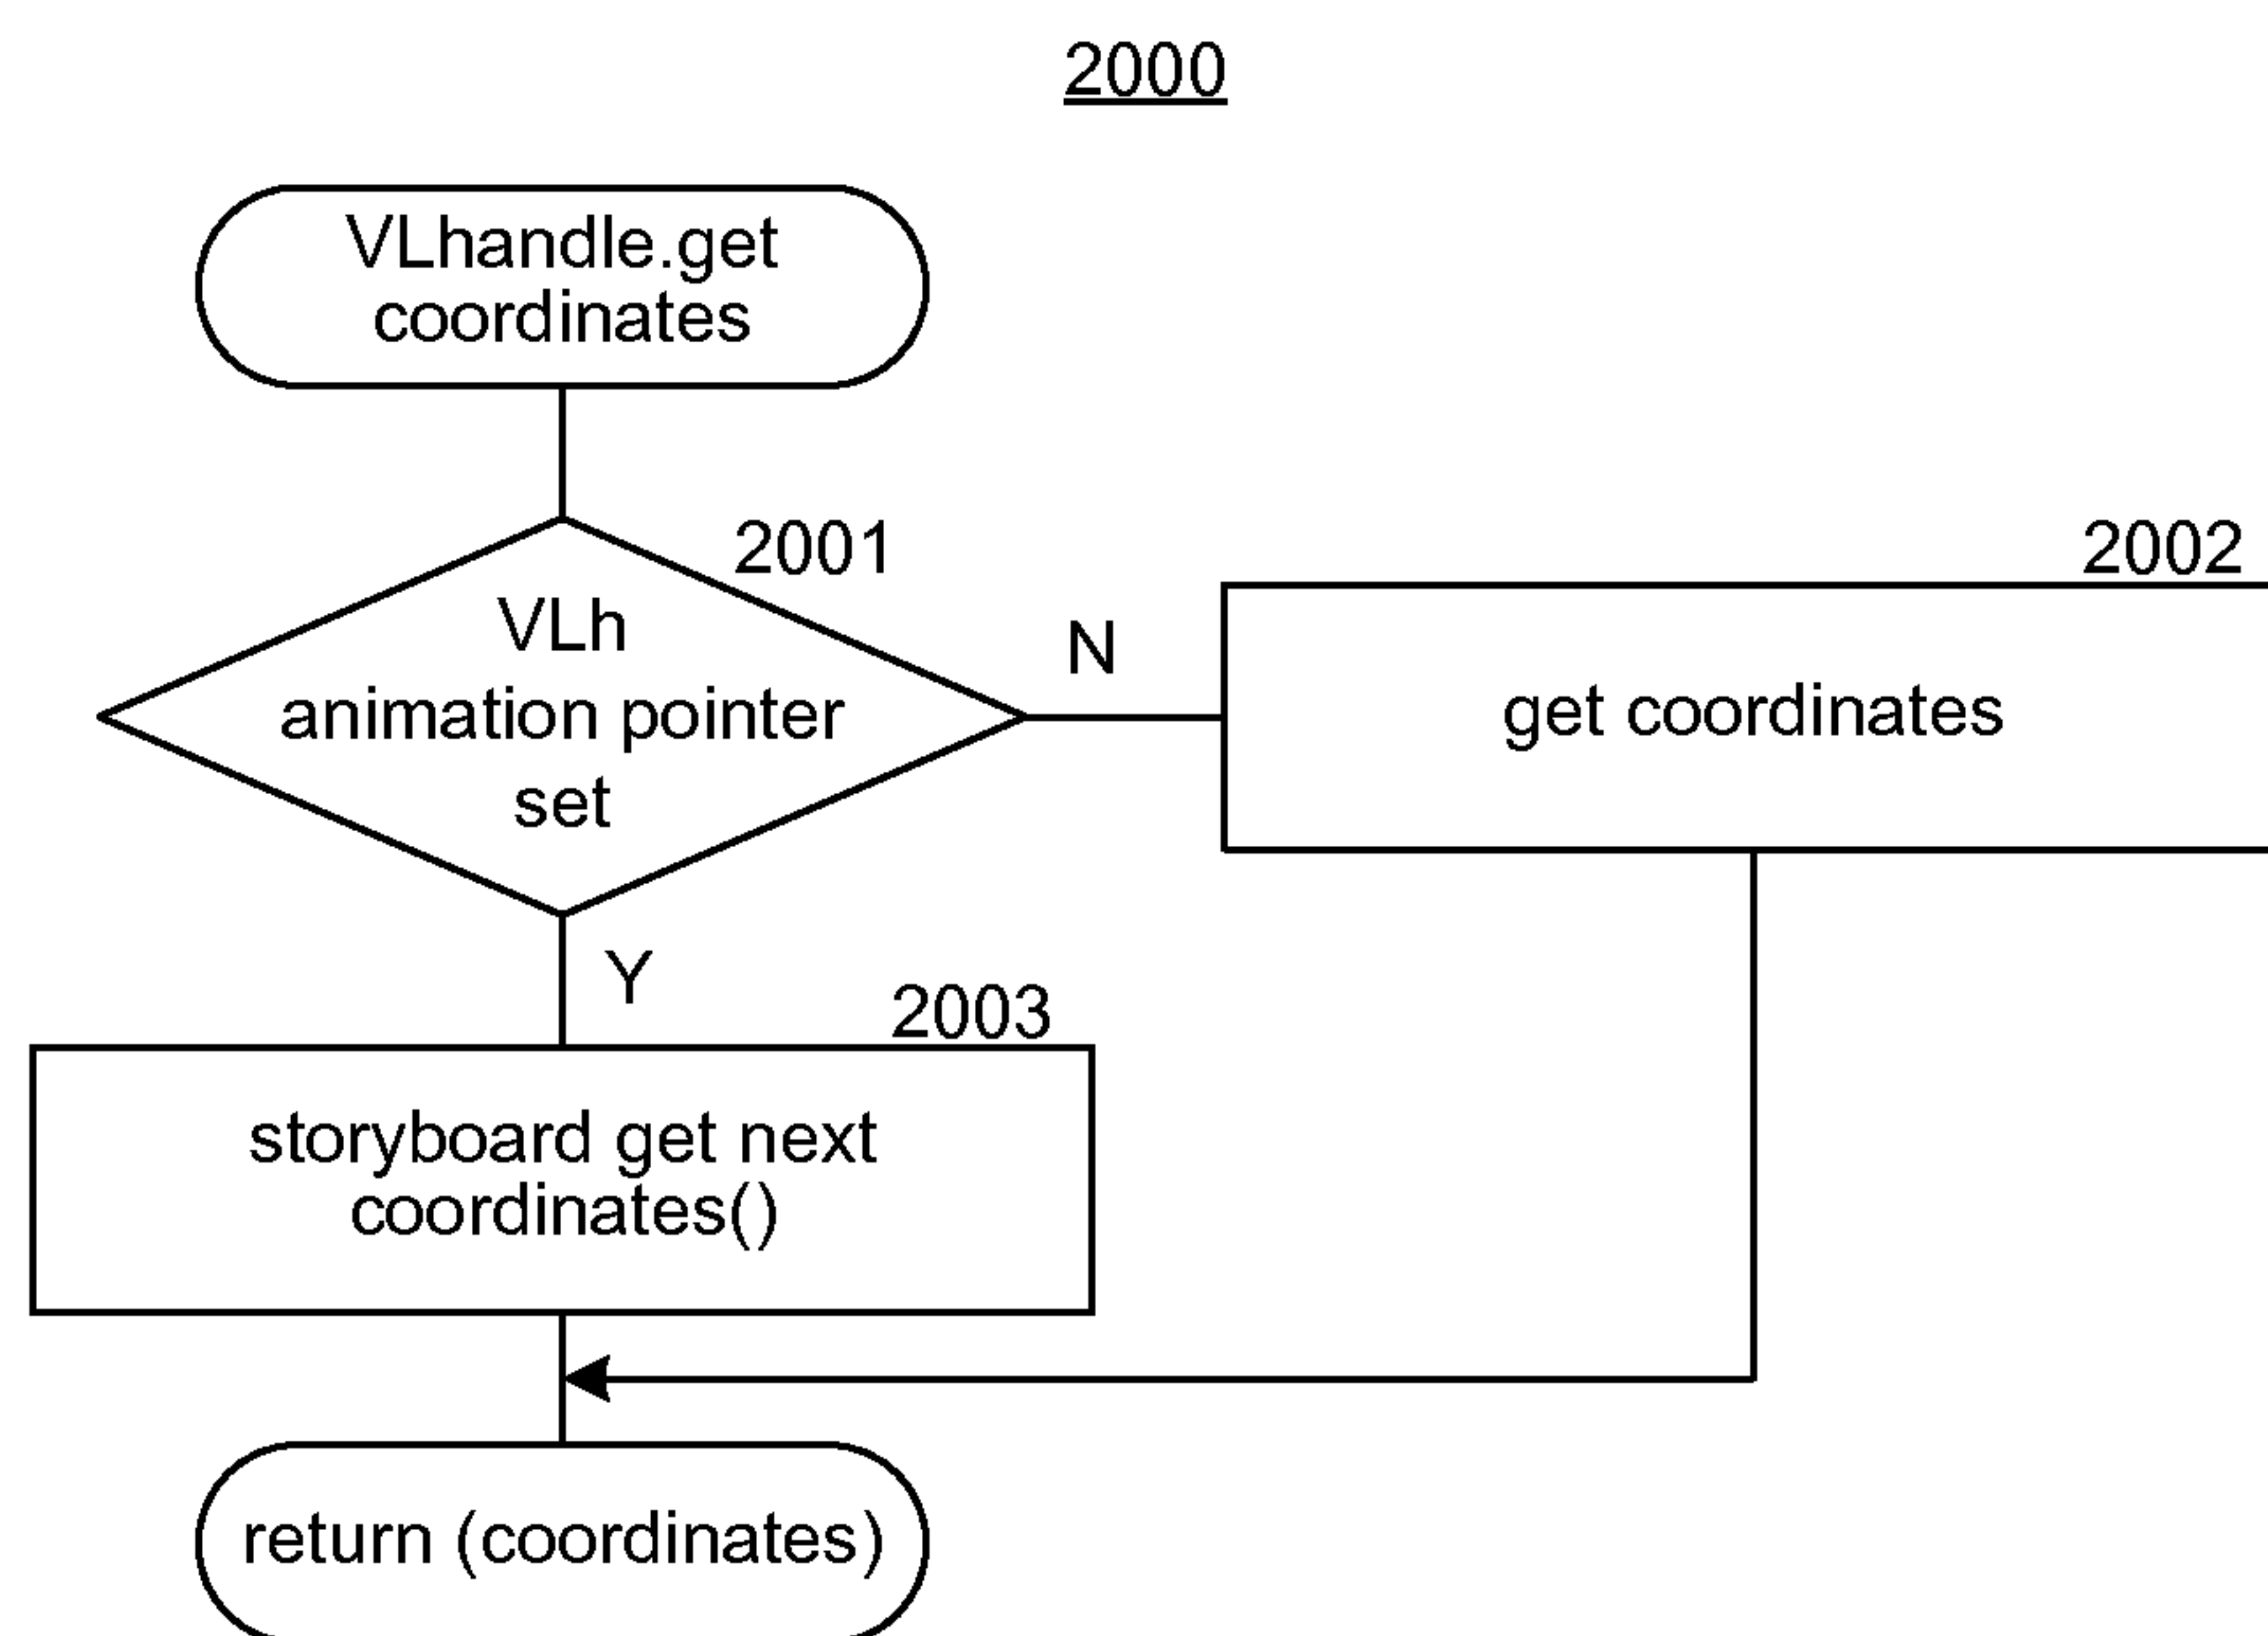 2000
VLhandle.get
coordinates
2001
VLh
animation pointer
set
N
2002
get coordinates
Y
2003
storyboard get next
coordinates()
return (coordinates)